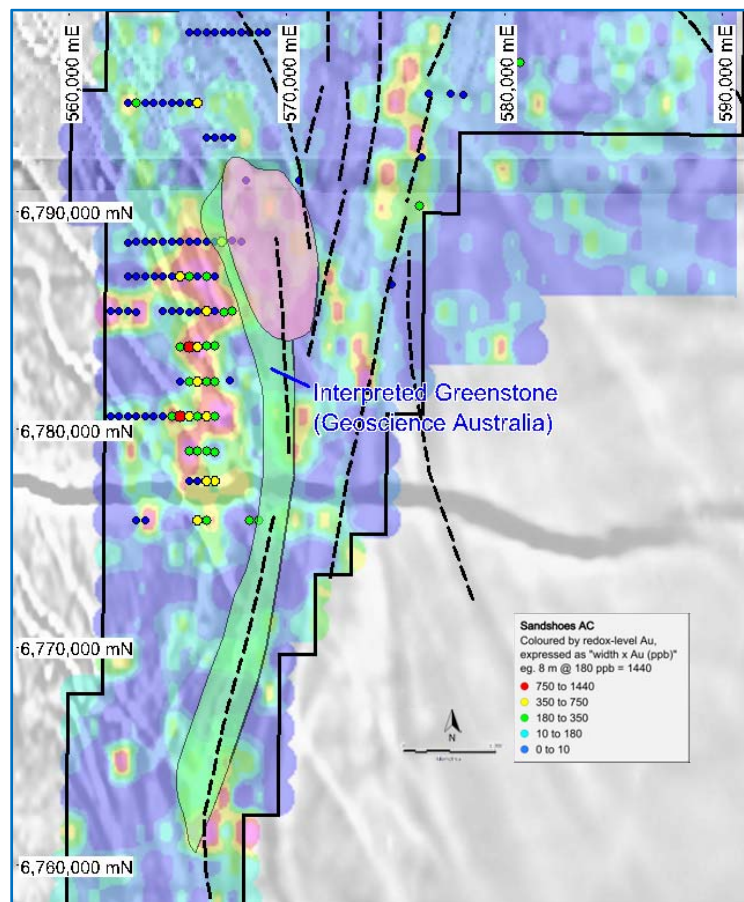 560,000 mE
570,000 mE
580,000 mE
590,000 mE
6,790,000 mN
6,780,000 mN
6,770,000 mN
6,760,000 mN
Interpreted Greenstone
(Geoscience Australia)
Sandshoes AC
Coloured by redox-level Au,
expressed as "width x Au (ppb)"
eg. 8 m @ 180 ppb = 1440
750 to 1440
350 to 750
180 to 350
10 to 180
0 to 10
N